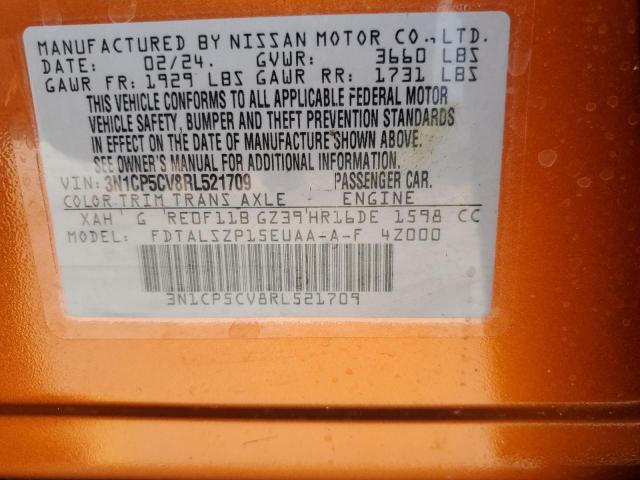 MANUFACTURED BY NISSAN MOTOR CO., LTD.
DATE: 02/24. GVWR: 3660 LBS
GAWR FR: 1929 LBS GAWR RR: 1731 LBS
THIS VEHICLE CONFORMS TO ALL APPLICABLE FEDERAL MOTOR
VEHICLE SAFETY, BUMPER AND THEFT PREVENTION STANDARDS
IN EFFECT ON THE DATE OF MANUFACTURE SHOWN ABOVE.
SEE OWNER'S MANUAL FOR ADDITIONAL INFORMATION.
VIN: 3N1CP5CV8RL521709 PASSENGER CAR.
COLOR TRIM TRANS AXLE ENGINE
XAH G RE0F11B GZ39 HR16DE 1598 CC
MODEL: FDTALSZP15EUAA-A-F 4Z000
3N1CP5CV8RL521709